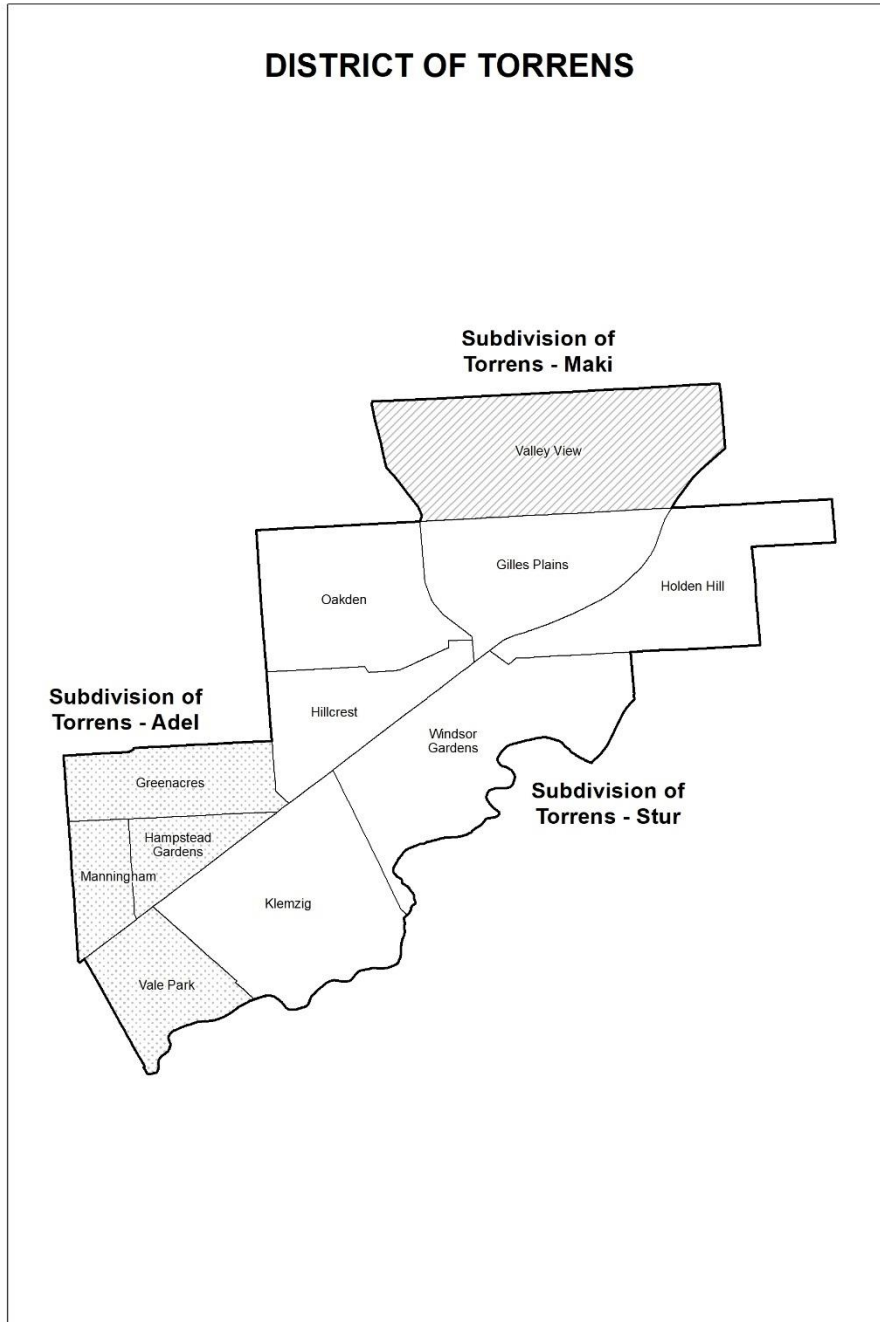 DISTRICT OF TORRENS
Subdivision of
Torrens - Maki
Valley View
Gilles Plains
Holden Hill
Oakden
Subdivision of
Torrens - Adel
Hillcrest
Windsor
Gardens
Greenacres
Subdivision of
Torrens - Stur
Hampstead
Gardens
Manningham
Klemzig
Vale Park